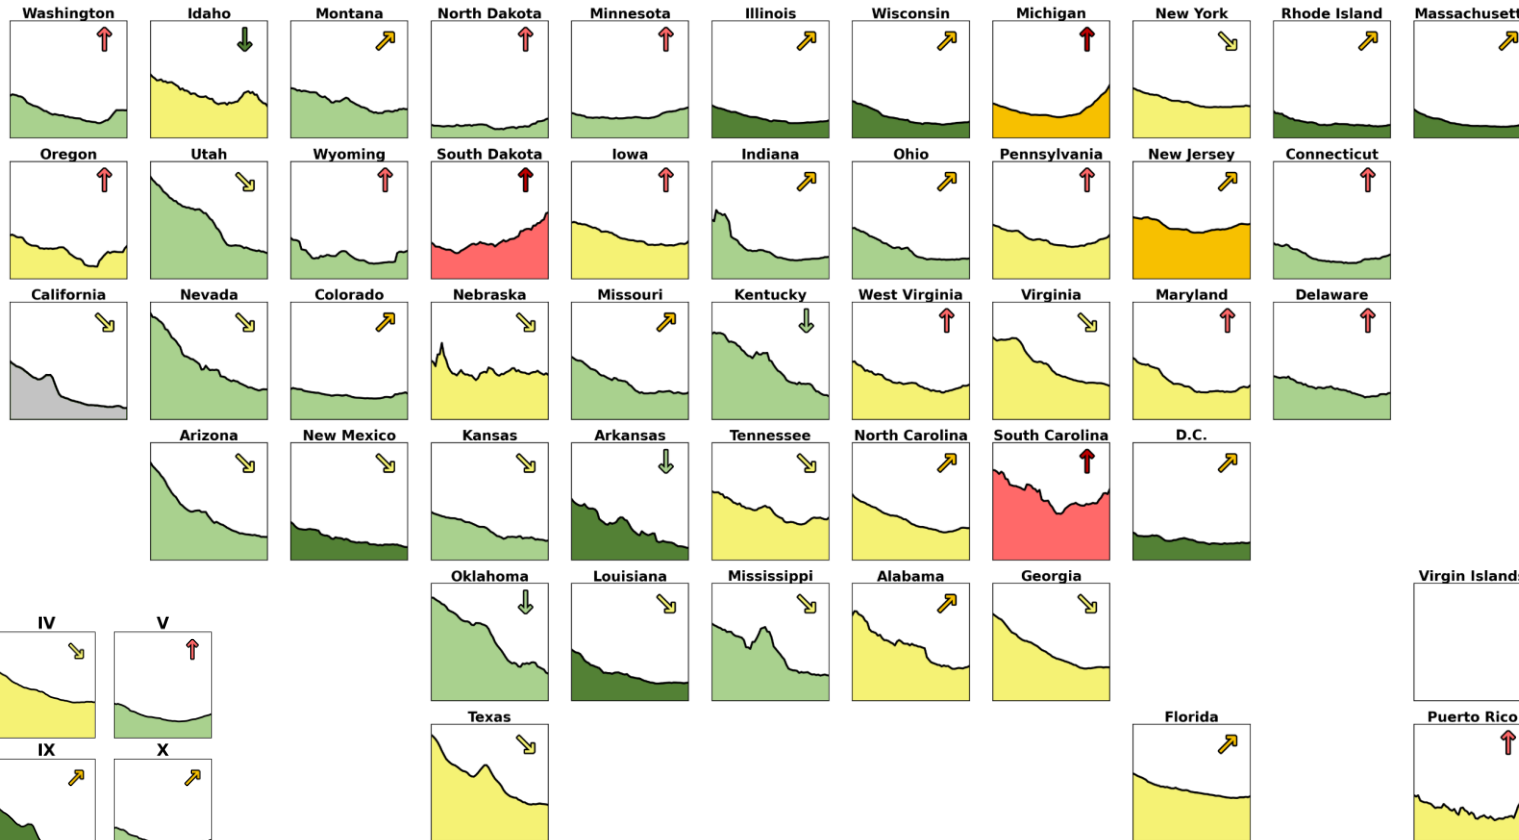 Washington Idaho Montana North Dakota Minnesota Illinois Wisconsin Michigan New York Rhode Island Massachusett
Oregon Utah Wyoming South Dakota Iowa Indiana Ohio Pennsylvania New Jersey Connecticut
California Nevada Colorado Nebraska Missouri Kentucky West Virginia Virginia Maryland Delaware
Arizona New Mexico Kansas Arkansas Tennessee North Carolina South Carolina D.C.
Oklahoma Louisiana Mississippi Alabama Georgia Virgin Islands
IV V
Texas Florida Puerto Rico
IX X